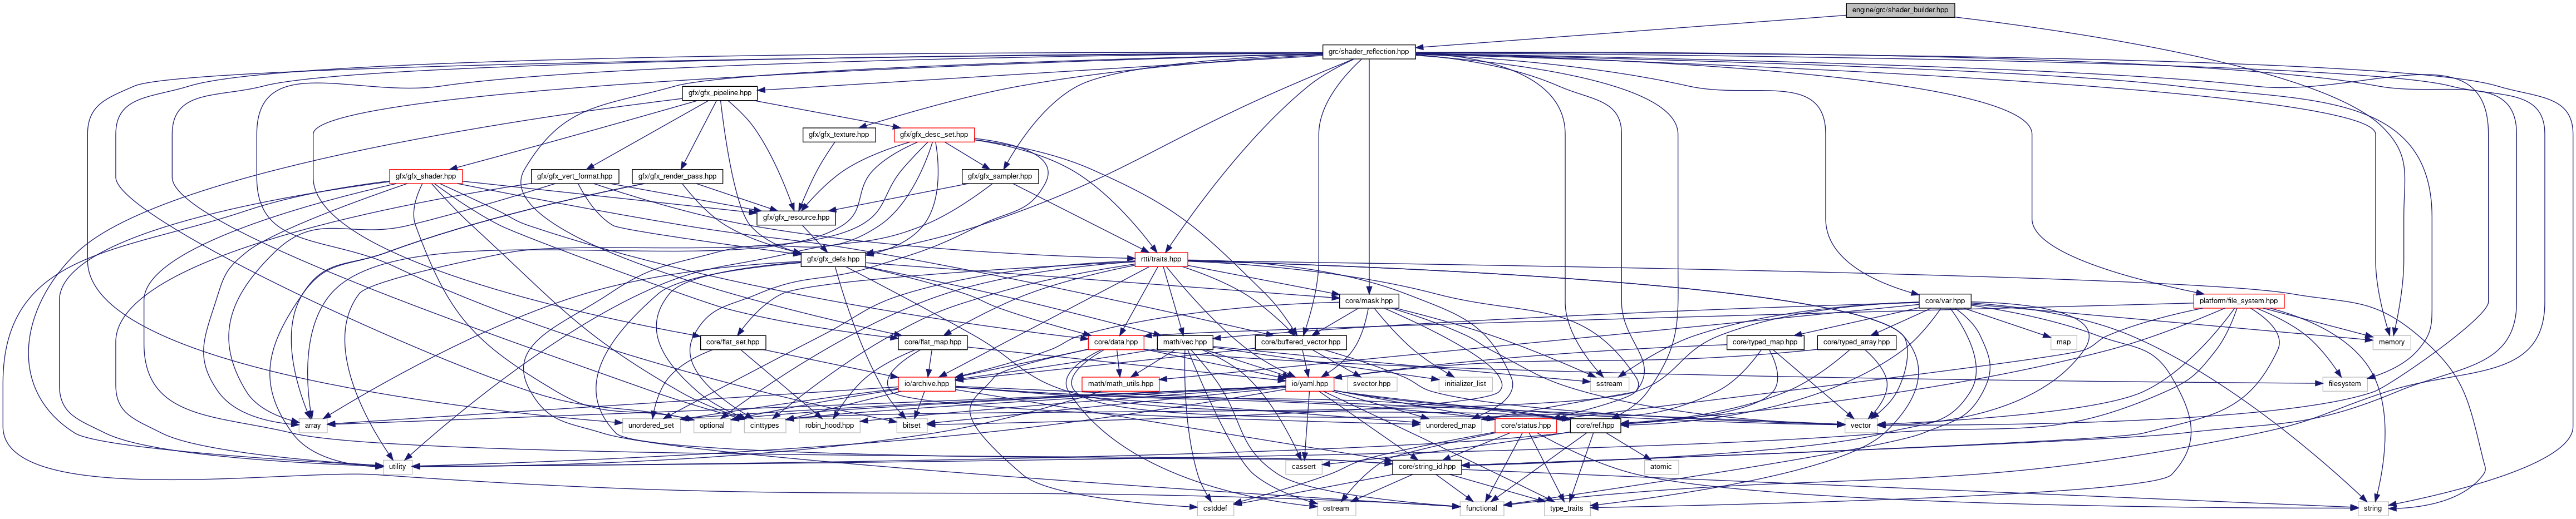 engine/grc/shader_builder.hpp
grc/shader_reflection.hpp
gfx/gfx_pipeline.hpp
gfx/gfx_texture.hpp
gfx/gfx_desc_set.hpp
gfx/gfx_shader.hpp
gfx/gfx_vert_format.hpp
gfx/gfx_render_pass.hpp
gfx/gfx_sampler.hpp
gfx/gfx_resource.hpp
gfx/gfx_defs.hpp
rtti/traits.hpp
core/mask.hpp
core/var.hpp
platform/file_system.hpp
core/flat_set.hpp
core/flat_map.hpp
core/data.hpp
math/vec.hpp
core/buffered_vector.hpp
core/typed_map.hpp
core/typed_array.hpp
map
memory
io/archive.hpp
math/math_utils.hpp
io/yaml.hpp
svector.hpp
initializer_list
sstream
filesystem
array
unordered_set
optional
cinttypes
robin_hood.hpp
bitset
unordered_map
core/status.hpp
core/ref.hpp
vector
utility
cassert
core/string_id.hpp
atomic
cstddef
ostream
functional
type_traits
string